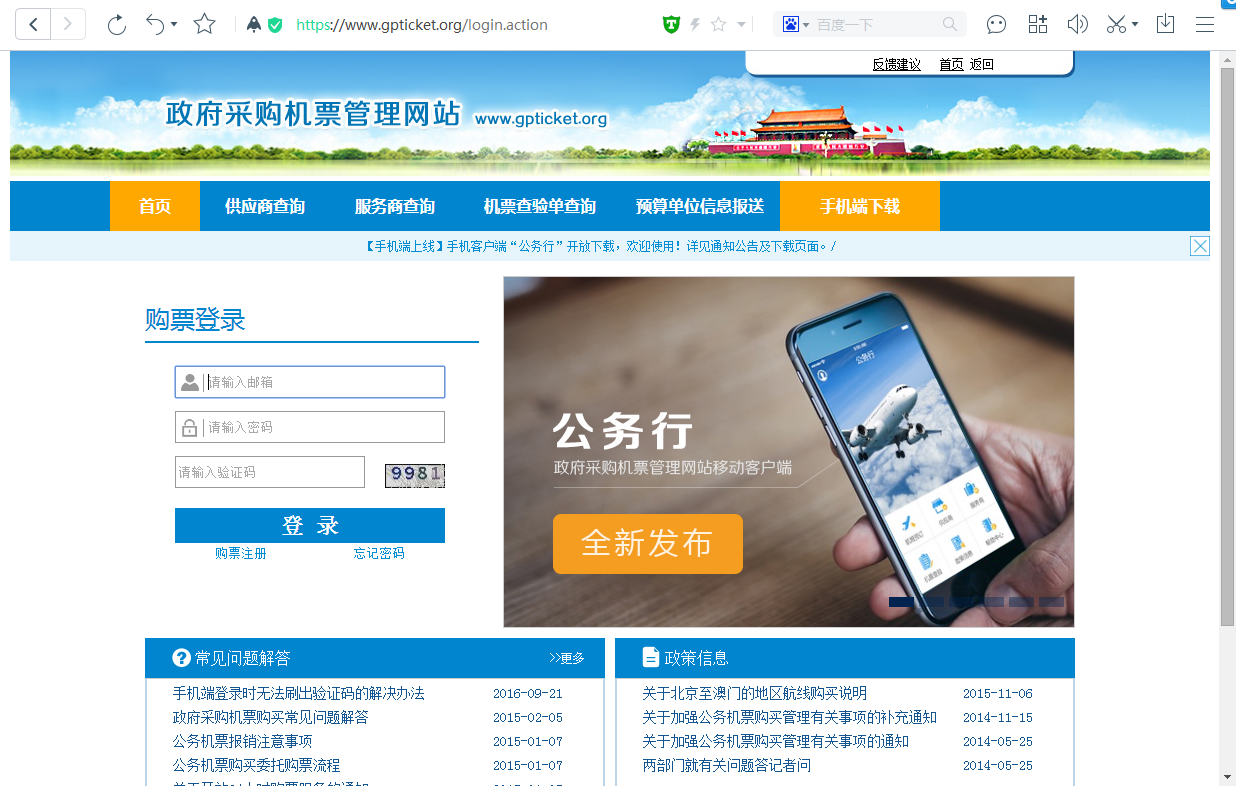 https://www.gpticket.org/login.action
百度一下
反馈建议 首页 返回
政府采购机票管理网站 www.gpticket.org
首页 供应商查询 服务商查询 机票查验单查询 预算单位信息报送 手机端下载
【手机端上线】手机客户端“公务行”开放下载，欢迎使用！详见通知公告及下载页面。/
购票登录
请输入邮箱
请输入密码
请输入验证码 9981
登 录
购票注册 忘记密码
公务行
公务行
政府采购机票管理网站移动客户端
全新发布
常见问题解答 >>更多
手机端登录时无法刷出验证码的解决办法 2016-09-21
政府采购机票购买常见问题解答 2015-02-05
公务机票报销注意事项 2015-01-07
公务机票购买委托购票流程 2015-01-07
政策信息
关于北京至澳门的地区航线购买说明 2015-11-06
关于加强公务机票购买管理有关事项的补充通知 2014-11-15
关于加强公务机票购买管理有关事项的通知 2014-05-25
两部门就有关问题答记者问 2014-05-25